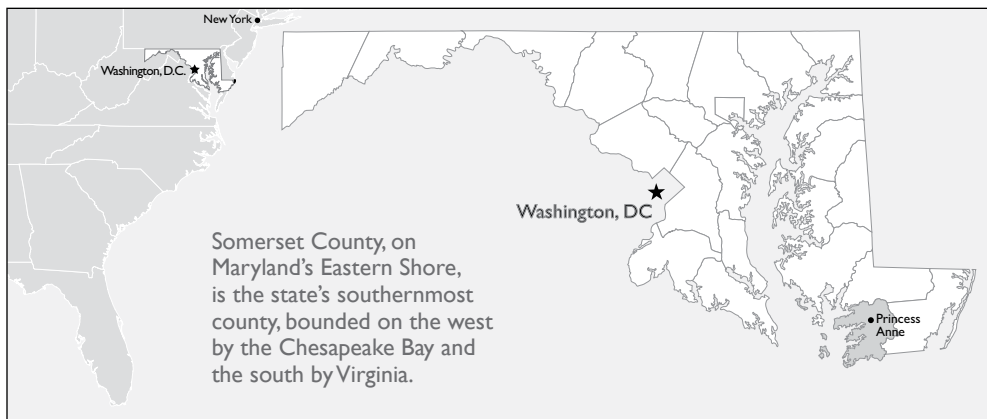 New York
Washington, D.C.
Washington, DC
Somerset County, on
Maryland's Eastern Shore,
is the state's southernmost
county, bounded on the west
by the Chesapeake Bay and
the south by Virginia.
Princess
Anne